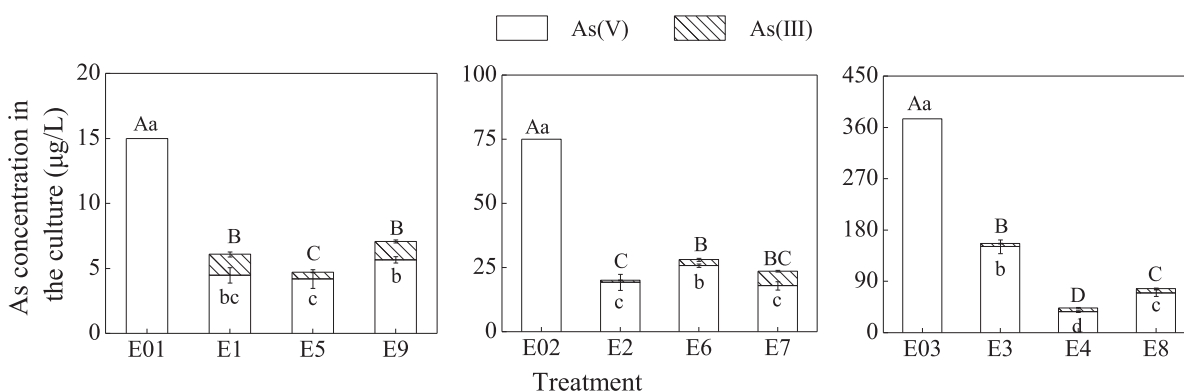 As(V) As(III)
As concentration in
the culture (μg/L)
20
15
10
5
0
Aa
B
bc
C
c
B
b
E01 E1 E5 E9
100
75
50
25
0
Aa
C
c
B
b
BC
c
E02 E2 E6 E7
450
360
270
180
90
0
Aa
B
b
D
d
C
c
E03 E3 E4 E8
Treatment